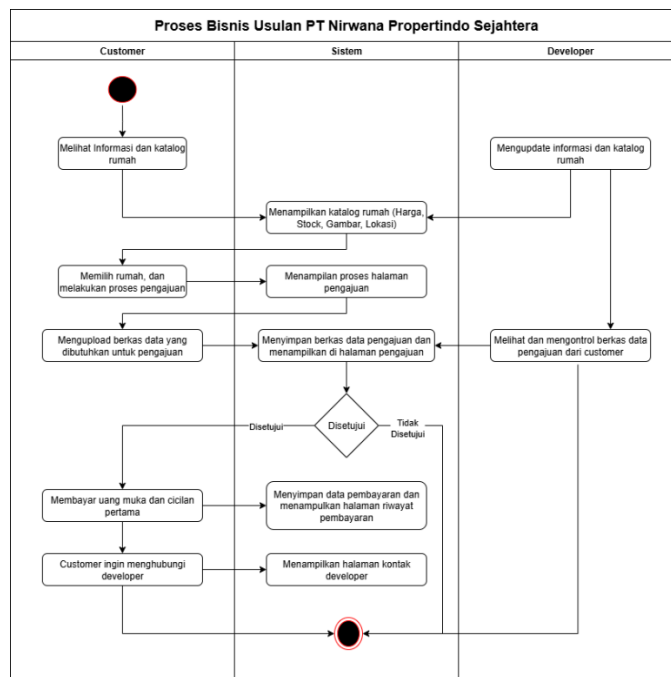 Proses Bisnis Usulan PT Nirwana Propertindo Sejahtera
Customer
Sistem
Developer
Melihat Informasi dan katalog
rumah
Mengupdate informasi dan katalog
rumah
Menampilkan katalog rumah (Harga,
Stock, Gambar, Lokasi)
Memilih rumah, dan
melakukan proses pengajuan
Menampilan proses halaman
pengajuan
Mengupload berkas data yang
dibutuhkan untuk pengajuan
Menyimpan berkas data pengajuan dan
menampilkan di halaman pengajuan
Melihat dan mengontrol berkas data
pengajuan dari customer
Disetujui
Disetujui
Tidak
Disetujui
Membayar uang muka dan cicilan
pertama
Menyimpan data pembayaran dan
menampulkan halaman riwayat
pembayaran
Customer ingin menghubungi
developer
Menampilkan halaman kontak
developer